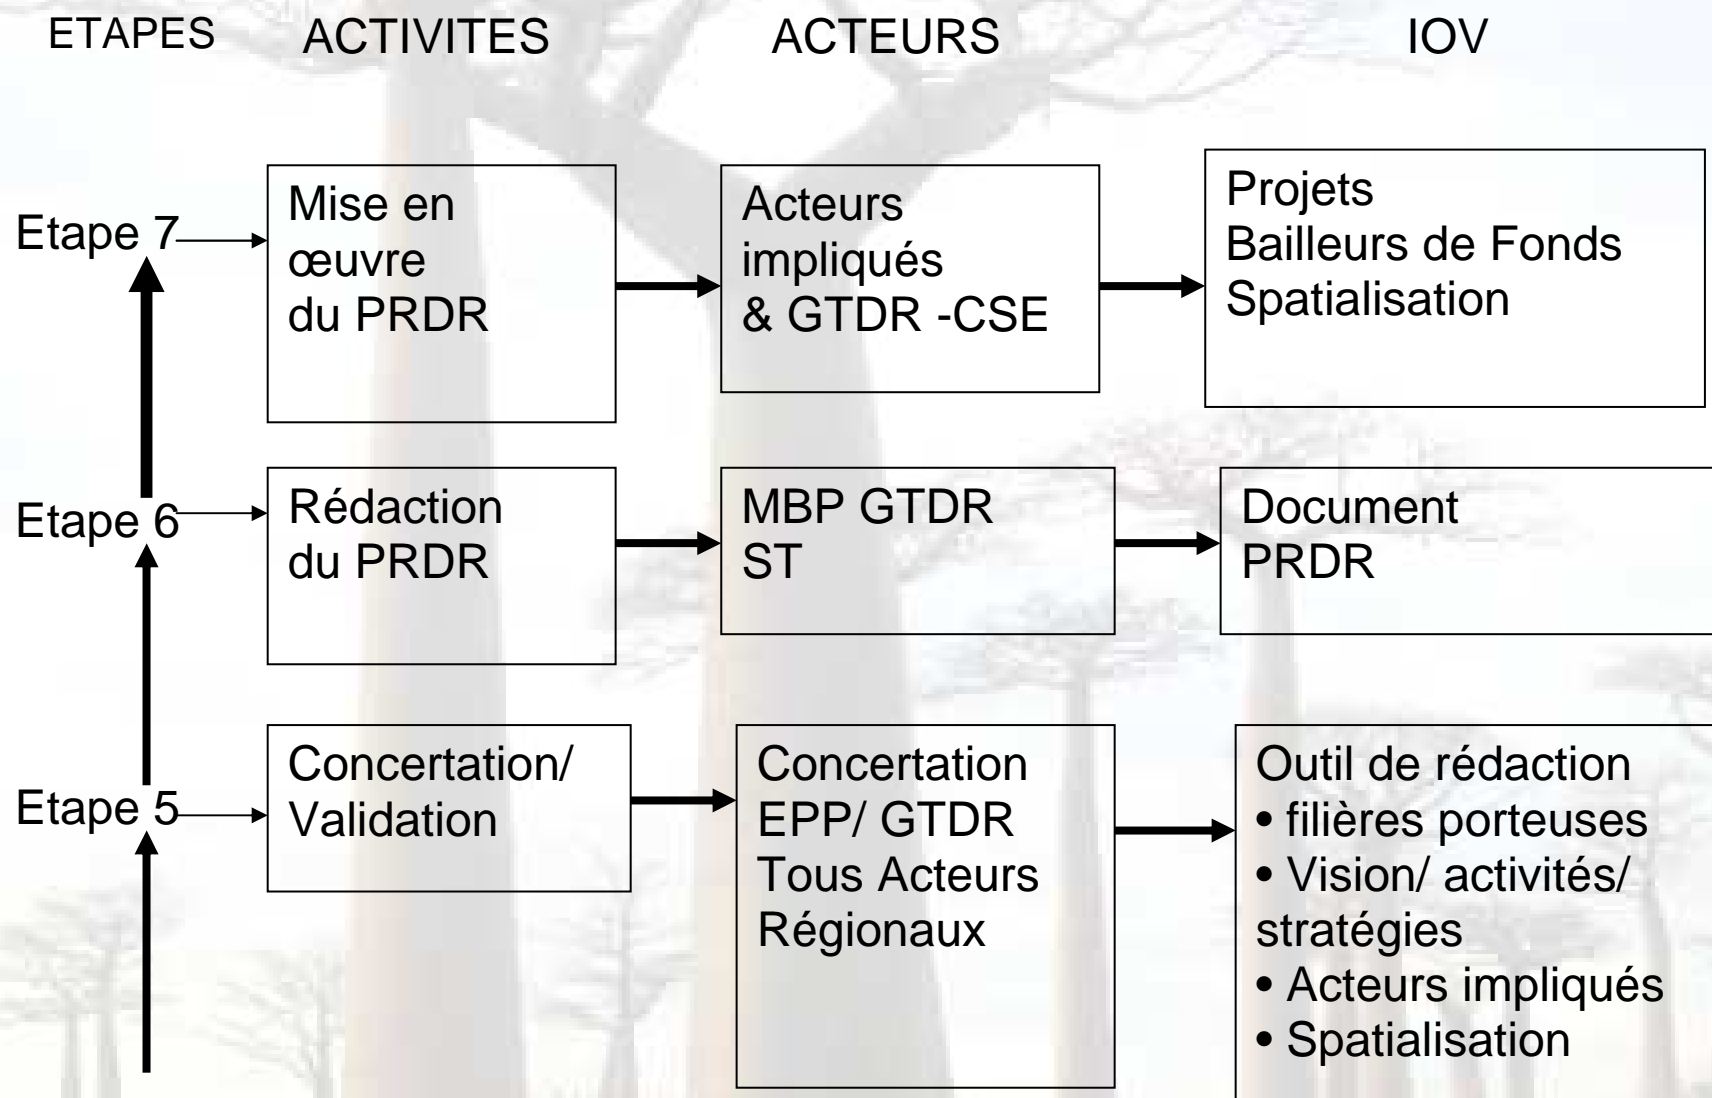 ETAPES ACTIVITES ACTEURS IOV
Etape 7
Mise en
œuvre
du PRDR
Acteurs
impliqués
& GTDR -CSE
Projets
Bailleurs de Fonds
Spatialisation
Etape 6
Rédaction
du PRDR
MBP GTDR
ST
Document
PRDR
Etape 5
Concertation/
Validation
Concertation
EPP/ GTDR
Tous Acteurs
Régionaux
Outil de rédaction
• filières porteuses
• Vision/ activités/
stratégies
• Acteurs impliqués
• Spatialisation